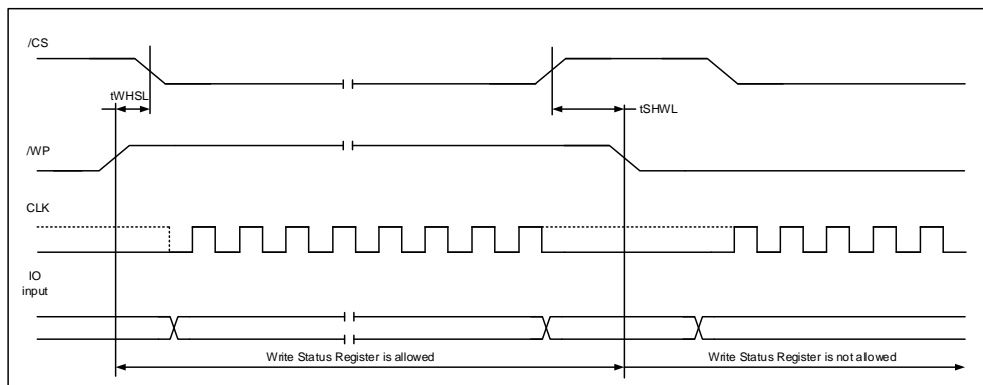 /CS
tWHSL
tSHWL
/WP
CLK
IO
input
Write Status Register is allowed
Write Status Register is not allowed